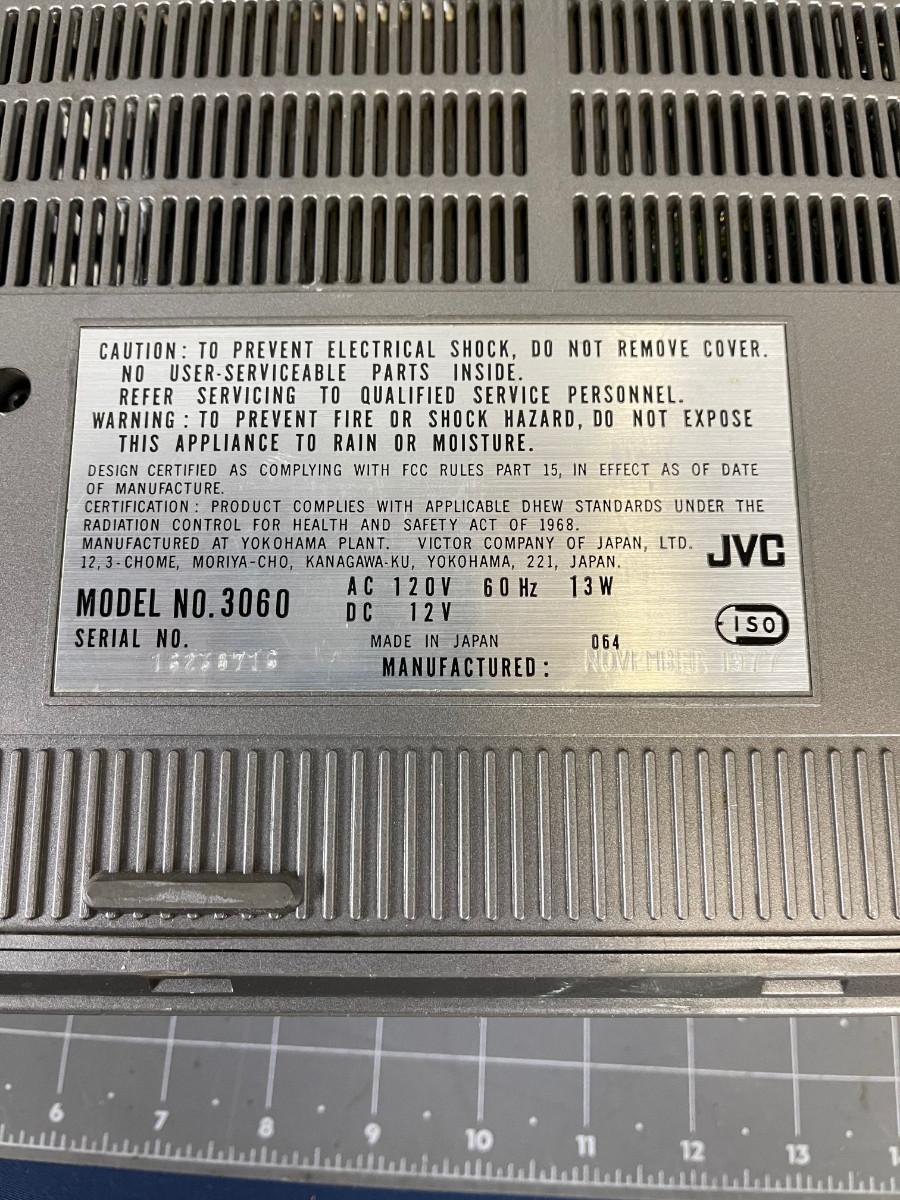 CAUTION: TO PREVENT ELECTRICAL SHOCK, DO NOT REMOVE COVER.
NO USER-SERVICEABLE PARTS INSIDE.
REFER SERVICING TO QUALIFIED SERVICE PERSONNEL.
WARNING: TO PREVENT FIRE OR SHOCK HAZARD, DO NOT EXPOSE
THIS APPLIANCE TO RAIN OR MOISTURE.
DESIGN CERTIFIED AS COMPLYING WITH FCC RULES PART 15, IN EFFECT AS OF DATE
OF MANUFACTURE.
CERTIFICATION: PRODUCT COMPLIES WITH APPLICABLE DHEW STANDARDS UNDER THE
RADIATION CONTROL FOR HEALTH AND SAFETY ACT OF 1968.
MANUFACTURED AT YOKOHAMA PLANT. VICTOR COMPANY OF JAPAN, LTD.
12, 3-CHOME, MORIYA-CHO, KANAGAWA-KU, YOKOHAMA, 221, JAPAN.
JVC
AC 120V 60 Hz 13W
MODEL NO. 3060
DC 12V
ISO
SERIAL NO.
MADE IN JAPAN 064
MANUFACTURED: NOVEMBER 1977
6 7 8 9 10 11 12 13